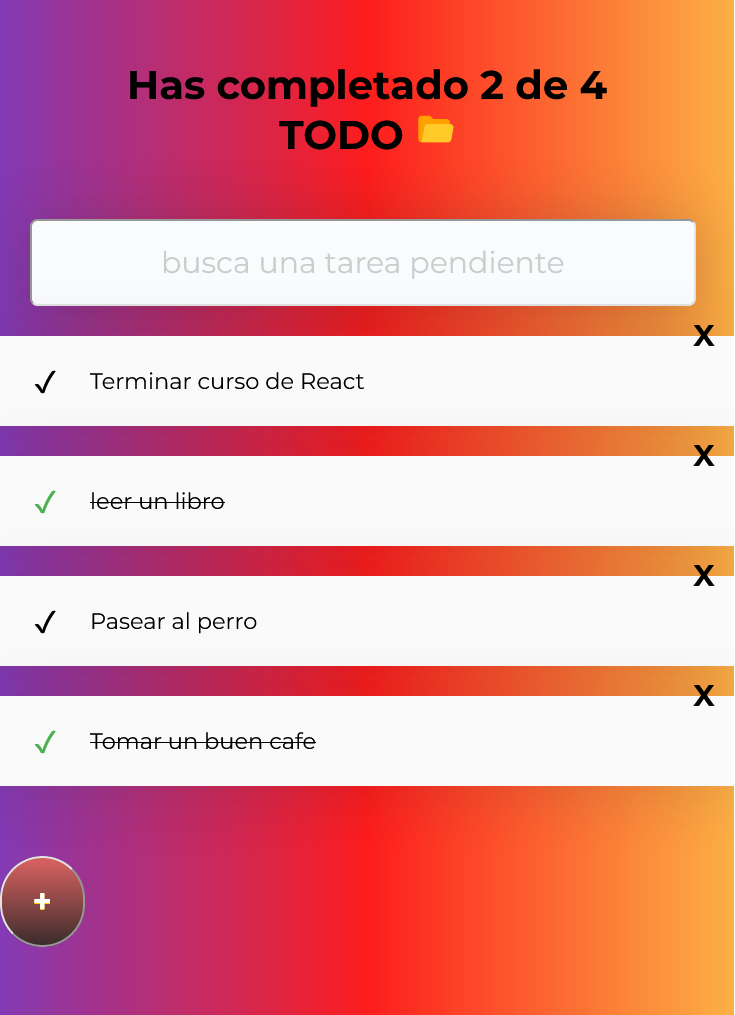 Has completado 2 de 4
TODO 📂
busca una tarea pendiente
X
✓ Terminar curso de React
X
✓ leer un libro
X
✓ Pasear al perro
X
✓ Tomar un buen cafe
+